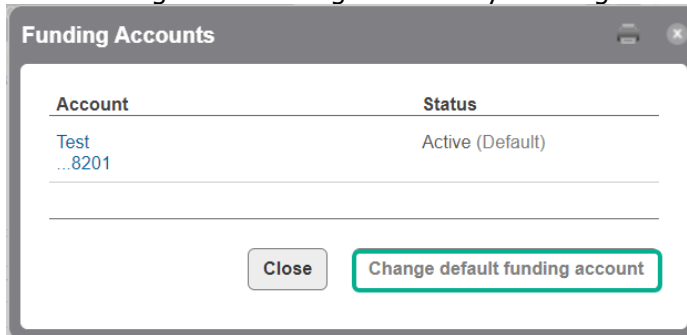 Funding Accounts
Account Status
Test Active (Default)
...8201
Close Change default funding account